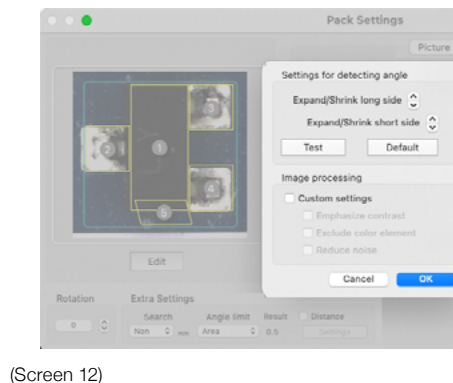 Pack Settings
Picture
Settings for detecting angle
Expand/Shrink long side
Expand/Shrink short side
Test Default
Image processing
Custom settings
Emphasize contrast
Exclude color element
Reduce noise
Cancel OK
1
2
3
4
5
Edit
Rotation Extra Settings
Search Angle limit Result Distance
0 Non mm Area 0.5 Settings
(Screen 12)